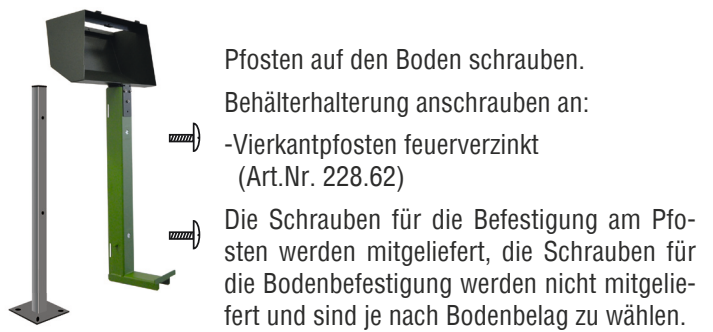 Pfosten auf den Boden schrauben.
Behälterhalterung anschrauben an:
-Vierkantpfosten feuerverzinkt
(Art.Nr. 228.62)
Die Schrauben für die Befestigung am Pfo-
sten werden mitgeliefert, die Schrauben für
die Bodenbefestigung werden nicht mitgelie-
fert und sind je nach Bodenbelag zu wählen.